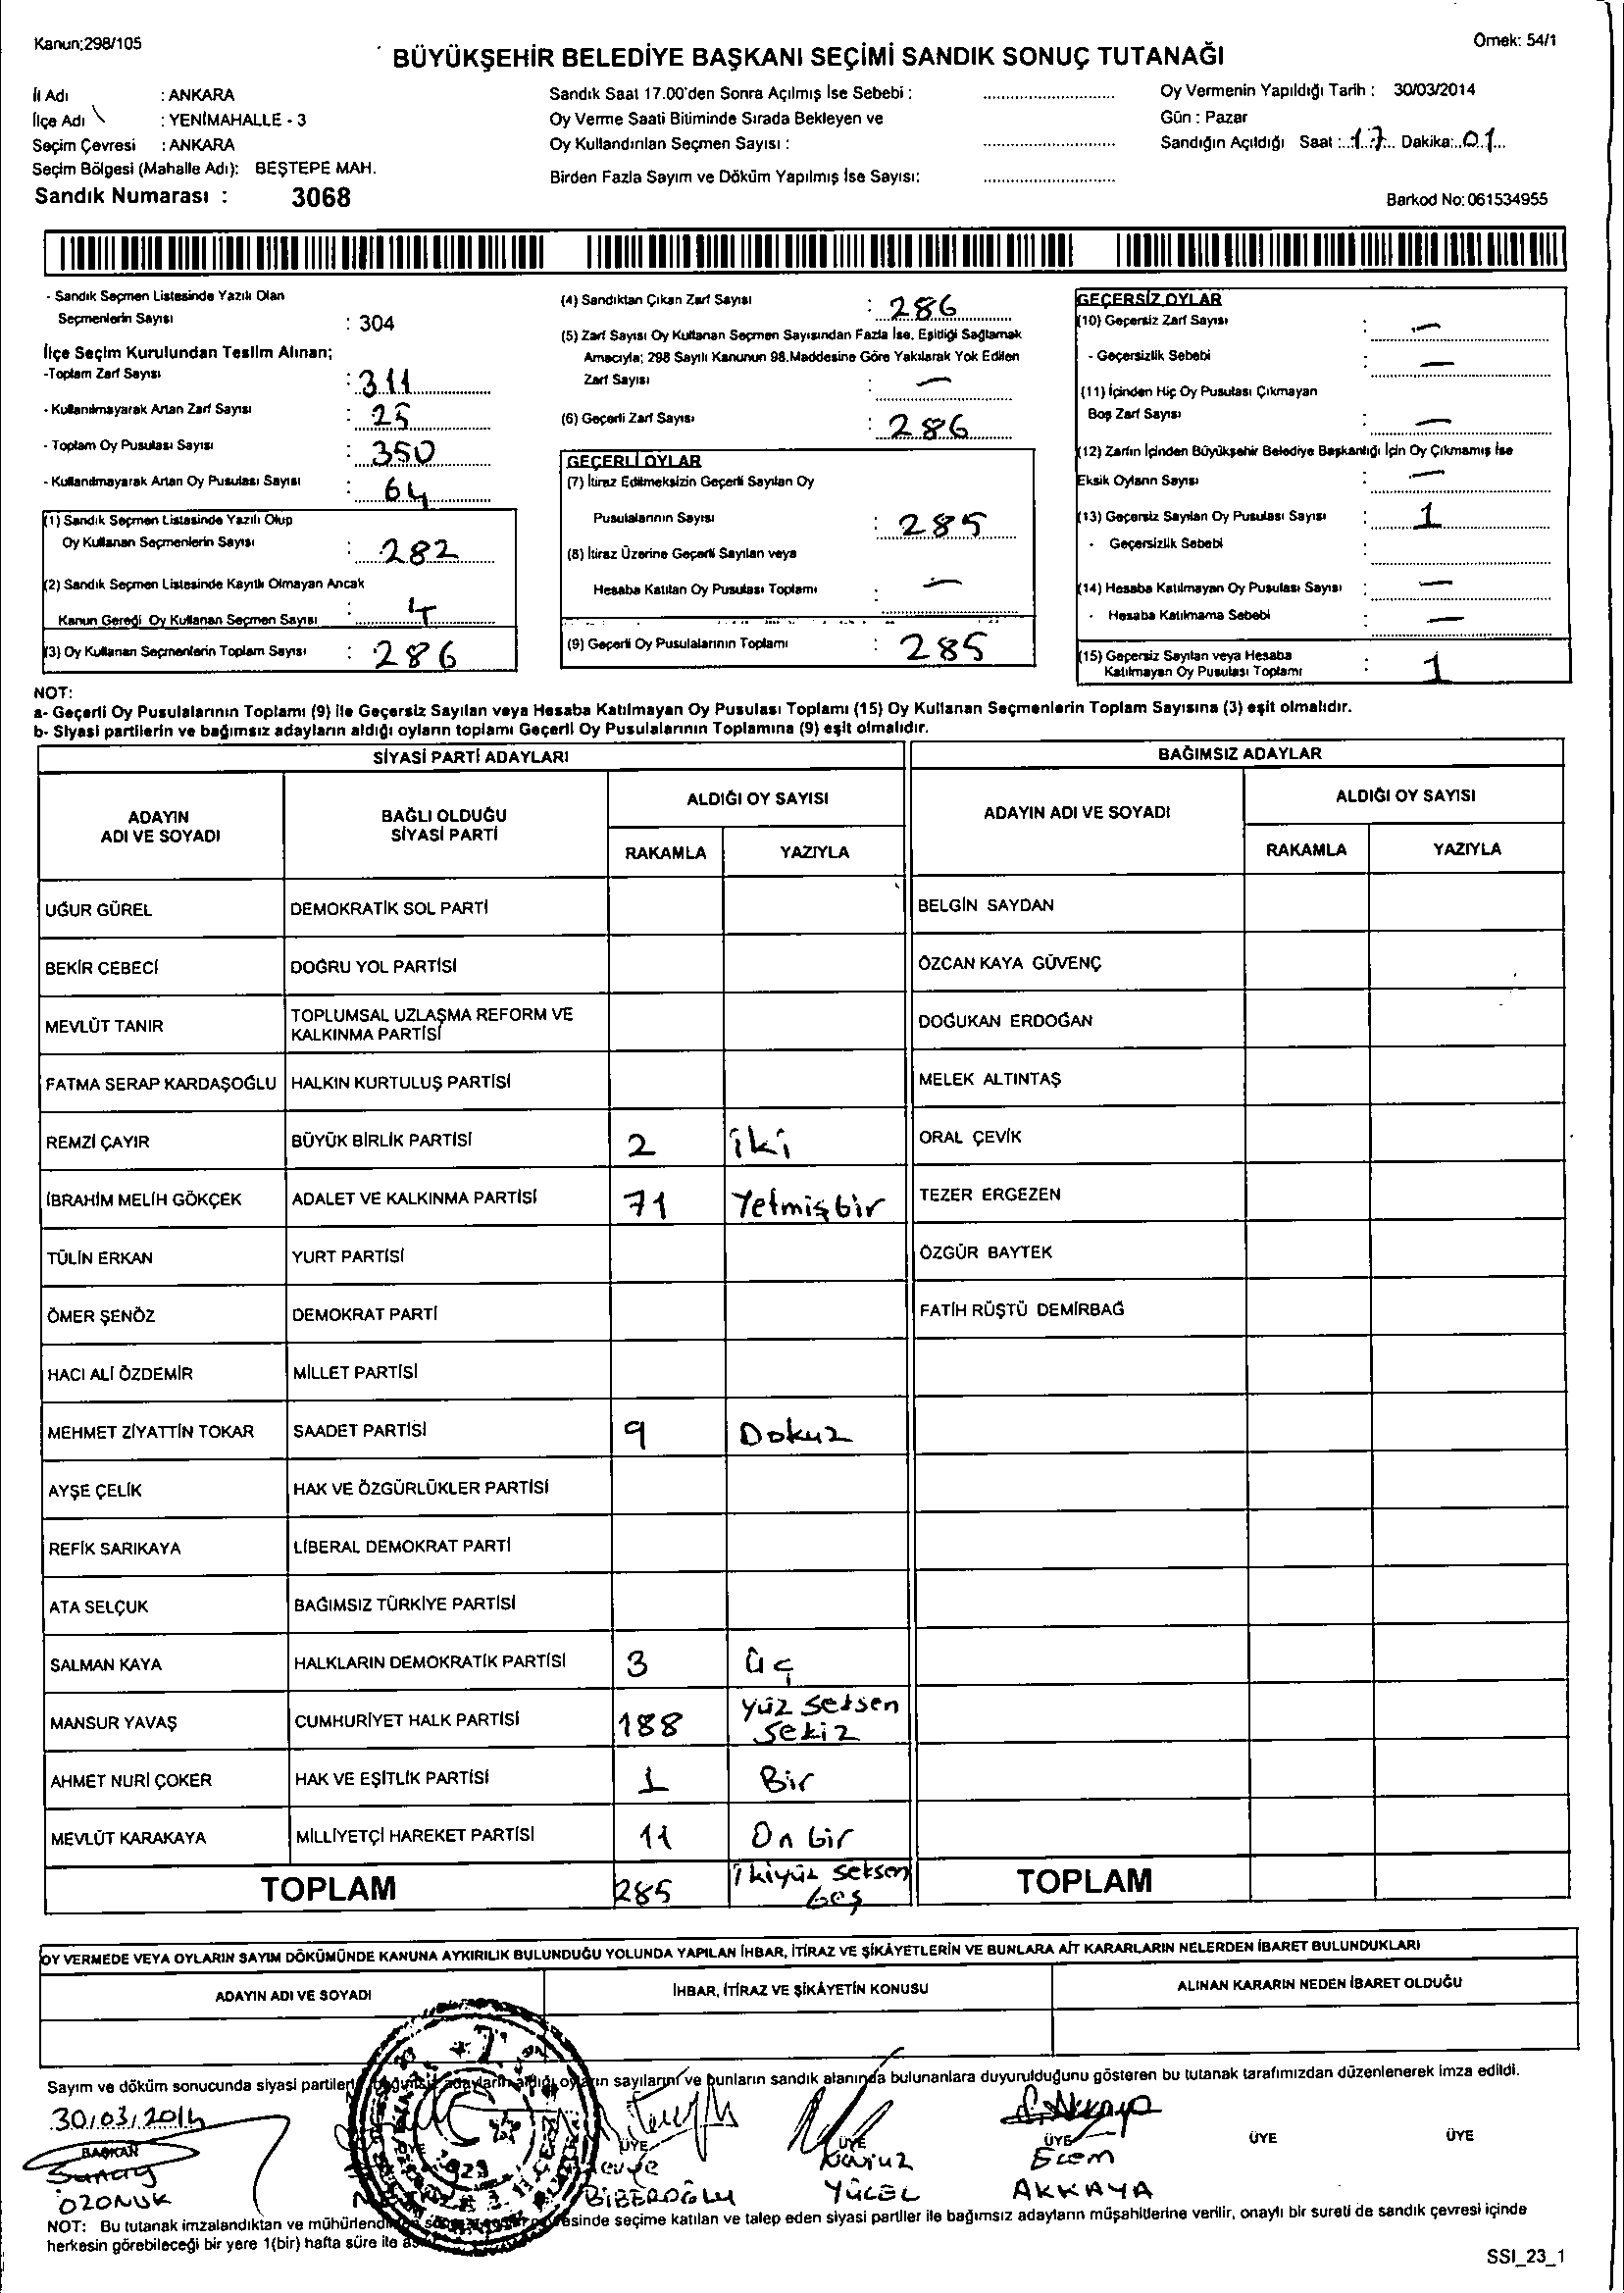 Kanun;298/105
Örnek: 54/1
BÜYÜKŞEHİR BELEDİYE BAŞKANI SEÇİMİ SANDIK SONUÇ TUTANAĞI
İl Adı : ANKARA
İlçe Adı : YENİMAHALLE - 3
Seçim Çevresi : ANKARA
Seçim Bölgesi (Mahalle Adı): BEŞTEPE MAH.
Sandık Numarası : 3068
Sandık Saat 17.00'den Sonra Açılmış İse Sebebi :
Oy Verme Saati Bitiminde Sırada Bekleyen ve
Oy Kullandırılan Seçmen Sayısı :
Birden Fazla Sayım ve Döküm Yapılmış İse Sayısı:
Oy Vermenin Yapıldığı Tarih : 30/03/2014
Gün : Pazar
Sandığın Açıldığı Saat : 17 Dakika: 01
Barkod No: 061534955
- Sandık Seçmen Listesinde Yazılı Olan
Seçmenlerin Sayısı : 304
İlçe Seçim Kurulundan Teslim Alınan;
-Toplam Zarf Sayısı : 311
- Kullanılmayarak Artan Zarf Sayısı : 25
- Toplam Oy Pusulası Sayısı : 350
- Kullanılmayarak Artan Oy Pusulası Sayısı : 64
(1) Sandık Seçmen Listesinde Yazılı Olup
Oy Kullanan Seçmenlerin Sayısı : 282
(2) Sandık Seçmen Listesinde Kayıtlı Olmayan Ancak
Kanun Gereği Oy Kullanan Seçmen Sayısı : 4
(3) Oy Kullanan Seçmenlerin Toplam Sayısı : 286
(4) Sandıktan Çıkan Zarf Sayısı : 286
(5) Zarf Sayısı Oy Kullanan Seçmen Sayısından Fazla İse, Eşitliği Sağlamak
Amacıyla; 298 Sayılı Kanunun 98.Maddesine Göre Yakılarak Yok Edilen
Zarf Sayısı : —
(6) Geçerli Zarf Sayısı : 286
GEÇERLİ OYLAR
(7) İtiraz Edilmeksizin Geçerli Sayılan Oy
Pusulalarının Sayısı : 285
(8) İtiraz Üzerine Geçerli Sayılan veya
Hesaba Katılan Oy Pusulası Toplamı : —
(9) Geçerli Oy Pusulalarının Toplamı : 285
GEÇERSİZ OYLAR
(10) Geçersiz Zarf Sayısı : —
- Geçersizlik Sebebi : —
(11) İçinden Hiç Oy Pusulası Çıkmayan
Boş Zarf Sayısı : —
(12) Zarfın İçinden Büyükşehir Belediye Başkanlığı İçin Oy Çıkmamış İse
Eksik Oyların Sayısı : —
(13) Geçersiz Sayılan Oy Pusulası Sayısı : 1
- Geçersizlik Sebebi :
(14) Hesaba Katılmayan Oy Pusulası Sayısı : —
- Hesaba Katılmama Sebebi : —
(15) Geçersiz Sayılan veya Hesaba
Katılmayan Oy Pusulası Toplamı : 1
NOT:
a- Geçerli Oy Pusulalarının Toplamı (9) ile Geçersiz Sayılan veya Hesaba Katılmayan Oy Pusulası Toplamı (15) Oy Kullanan Seçmenlerin Toplam Sayısına (3) eşit olmalıdır.
b- Siyasi partilerin ve bağımsız adayların aldığı oyların toplamı Geçerli Oy Pusulalarının Toplamına (9) eşit olmalıdır.
SİYASİ PARTİ ADAYLARI
BAĞIMSIZ ADAYLAR
ADAYIN ADI VE SOYADI
BAĞLI OLDUĞU SİYASİ PARTİ
ALDIĞI OY SAYISI
RAKAMLA YAZIYLA
ADAYIN ADI VE SOYADI
ALDIĞI OY SAYISI
RAKAMLA YAZIYLA
UĞUR GÜREL DEMOKRATİK SOL PARTİ BELGİN SAYDAN
BEKİR CEBECİ DOĞRU YOL PARTİSİ ÖZCAN KAYA GÜVENÇ
MEVLÜT TANIR TOPLUMSAL UZLAŞMA REFORM VE KALKINMA PARTİSİ DOĞUKAN ERDOĞAN
FATMA SERAP KARDAŞOĞLU HALKIN KURTULUŞ PARTİSİ MELEK ALTINTAŞ
REMZİ ÇAYIR BÜYÜK BİRLİK PARTİSİ 2 iki ORAL ÇEVİK
İBRAHİM MELİH GÖKÇEK ADALET VE KALKINMA PARTİSİ 71 Yetmişbir TEZER ERGEZEN
TÜLİN ERKAN YURT PARTİSİ ÖZGÜR BAYTEK
ÖMER ŞENÖZ DEMOKRAT PARTİ FATİH RÜŞTÜ DEMİRBAĞ
HACI ALİ ÖZDEMİR MİLLET PARTİSİ
MEHMET ZİYATTİN TOKAR SAADET PARTİSİ 9 Dokuz
AYŞE ÇELİK HAK VE ÖZGÜRLÜKLER PARTİSİ
REFİK SARIKAYA LİBERAL DEMOKRAT PARTİ
ATA SELÇUK BAĞIMSIZ TÜRKİYE PARTİSİ
SALMAN KAYA HALKLARIN DEMOKRATİK PARTİSİ 3 üç
MANSUR YAVAŞ CUMHURİYET HALK PARTİSİ 188 yüz seksen sekiz
AHMET NURİ ÇOKER HAK VE EŞİTLİK PARTİSİ 1 Bir
MEVLÜT KARAKAYA MİLLİYETÇİ HAREKET PARTİSİ 11 On bir
TOPLAM 285 ikiyüz seksen beş TOPLAM
OY VERMEDE VEYA OYLARIN SAYIM DÖKÜMÜNDE KANUNA AYKIRILIK BULUNDUĞU YOLUNDA YAPILAN İHBAR, İTİRAZ VE ŞİKÂYETLERİN VE BUNLARA AİT KARARLARIN NELERDEN İBARET BULUNDUKLARI
ADAYIN ADI VE SOYADI İHBAR, İTİRAZ VE ŞİKÂYETİN KONUSU ALINAN KARARIN NEDEN İBARET OLDUĞU
Sayım ve döküm sonucunda siyasi partilerin bağımsız adayların aldığı oyların sayılarını ve bunların sandık alanında bulunanlara duyurulduğunu gösteren bu tutanak tarafımızdan düzenlenerek imza edildi.
30/03/2014
BAŞKAN ÜYE ÜYE ÜYE ÜYE ÜYE ÜYE
Sunay Yavuz Ecem
ÖZONUK BİBEROĞLU YÜCEL AKKAYA
NOT: Bu tutanak imzalandıktan ve mühürlendikten sesinde seçime katılan ve talep eden siyasi partiler ile bağımsız adayların müşahitlerine verilir, onaylı bir sureti de sandık çevresi içinde
herkesin görebileceği bir yere 1(bir) hafta süre ile
SSI_23_1